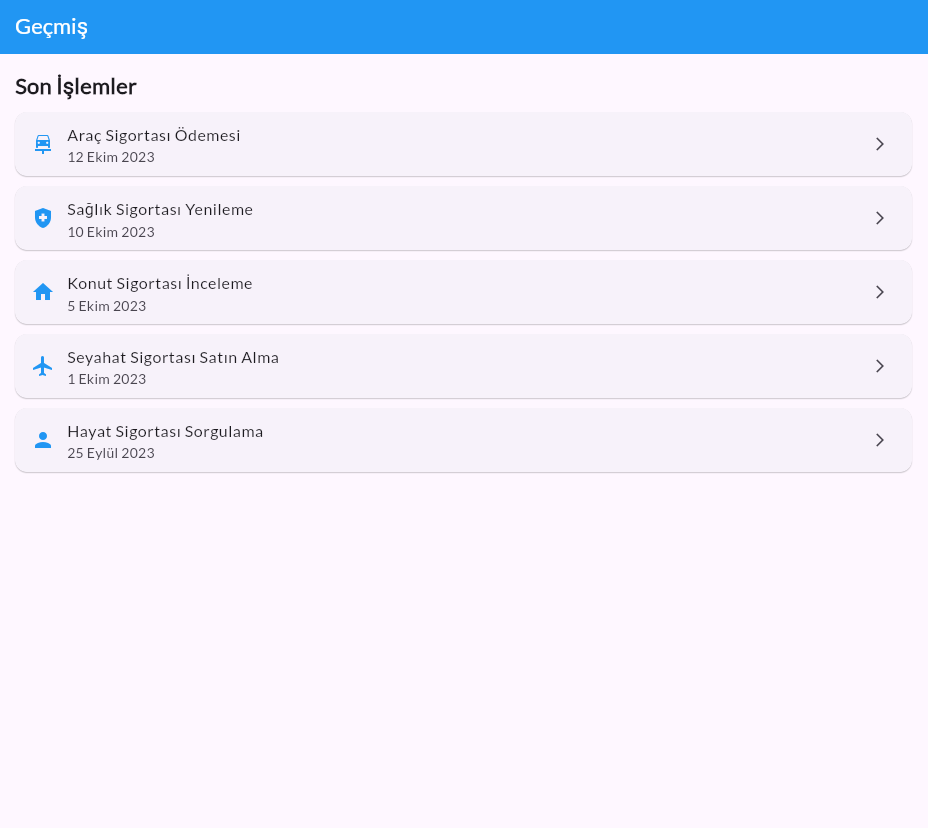 Geçmiş
Son İşlemler
Araç Sigortası Ödemesi
12 Ekim 2023
Sağlık Sigortası Yenileme
10 Ekim 2023
Konut Sigortası İnceleme
5 Ekim 2023
Seyahat Sigortası Satın Alma
1 Ekim 2023
Hayat Sigortası Sorgulama
25 Eylül 2023